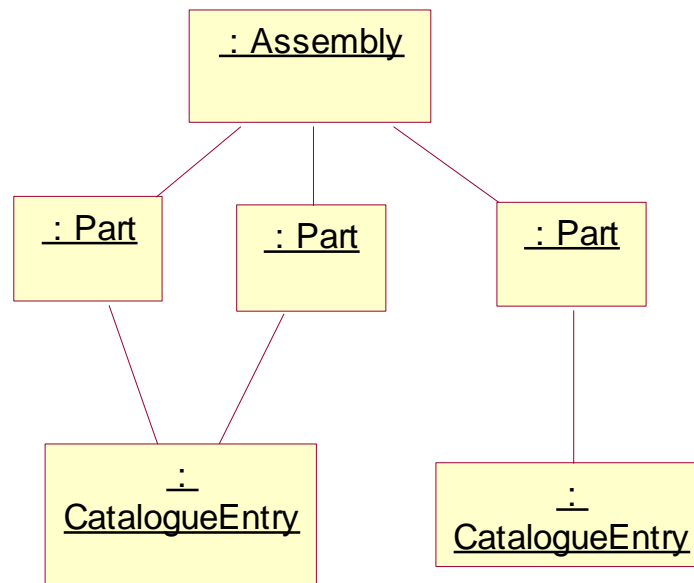 : Assembly
: Part
: Part
: Part
:
CatalogueEntry
:
CatalogueEntry